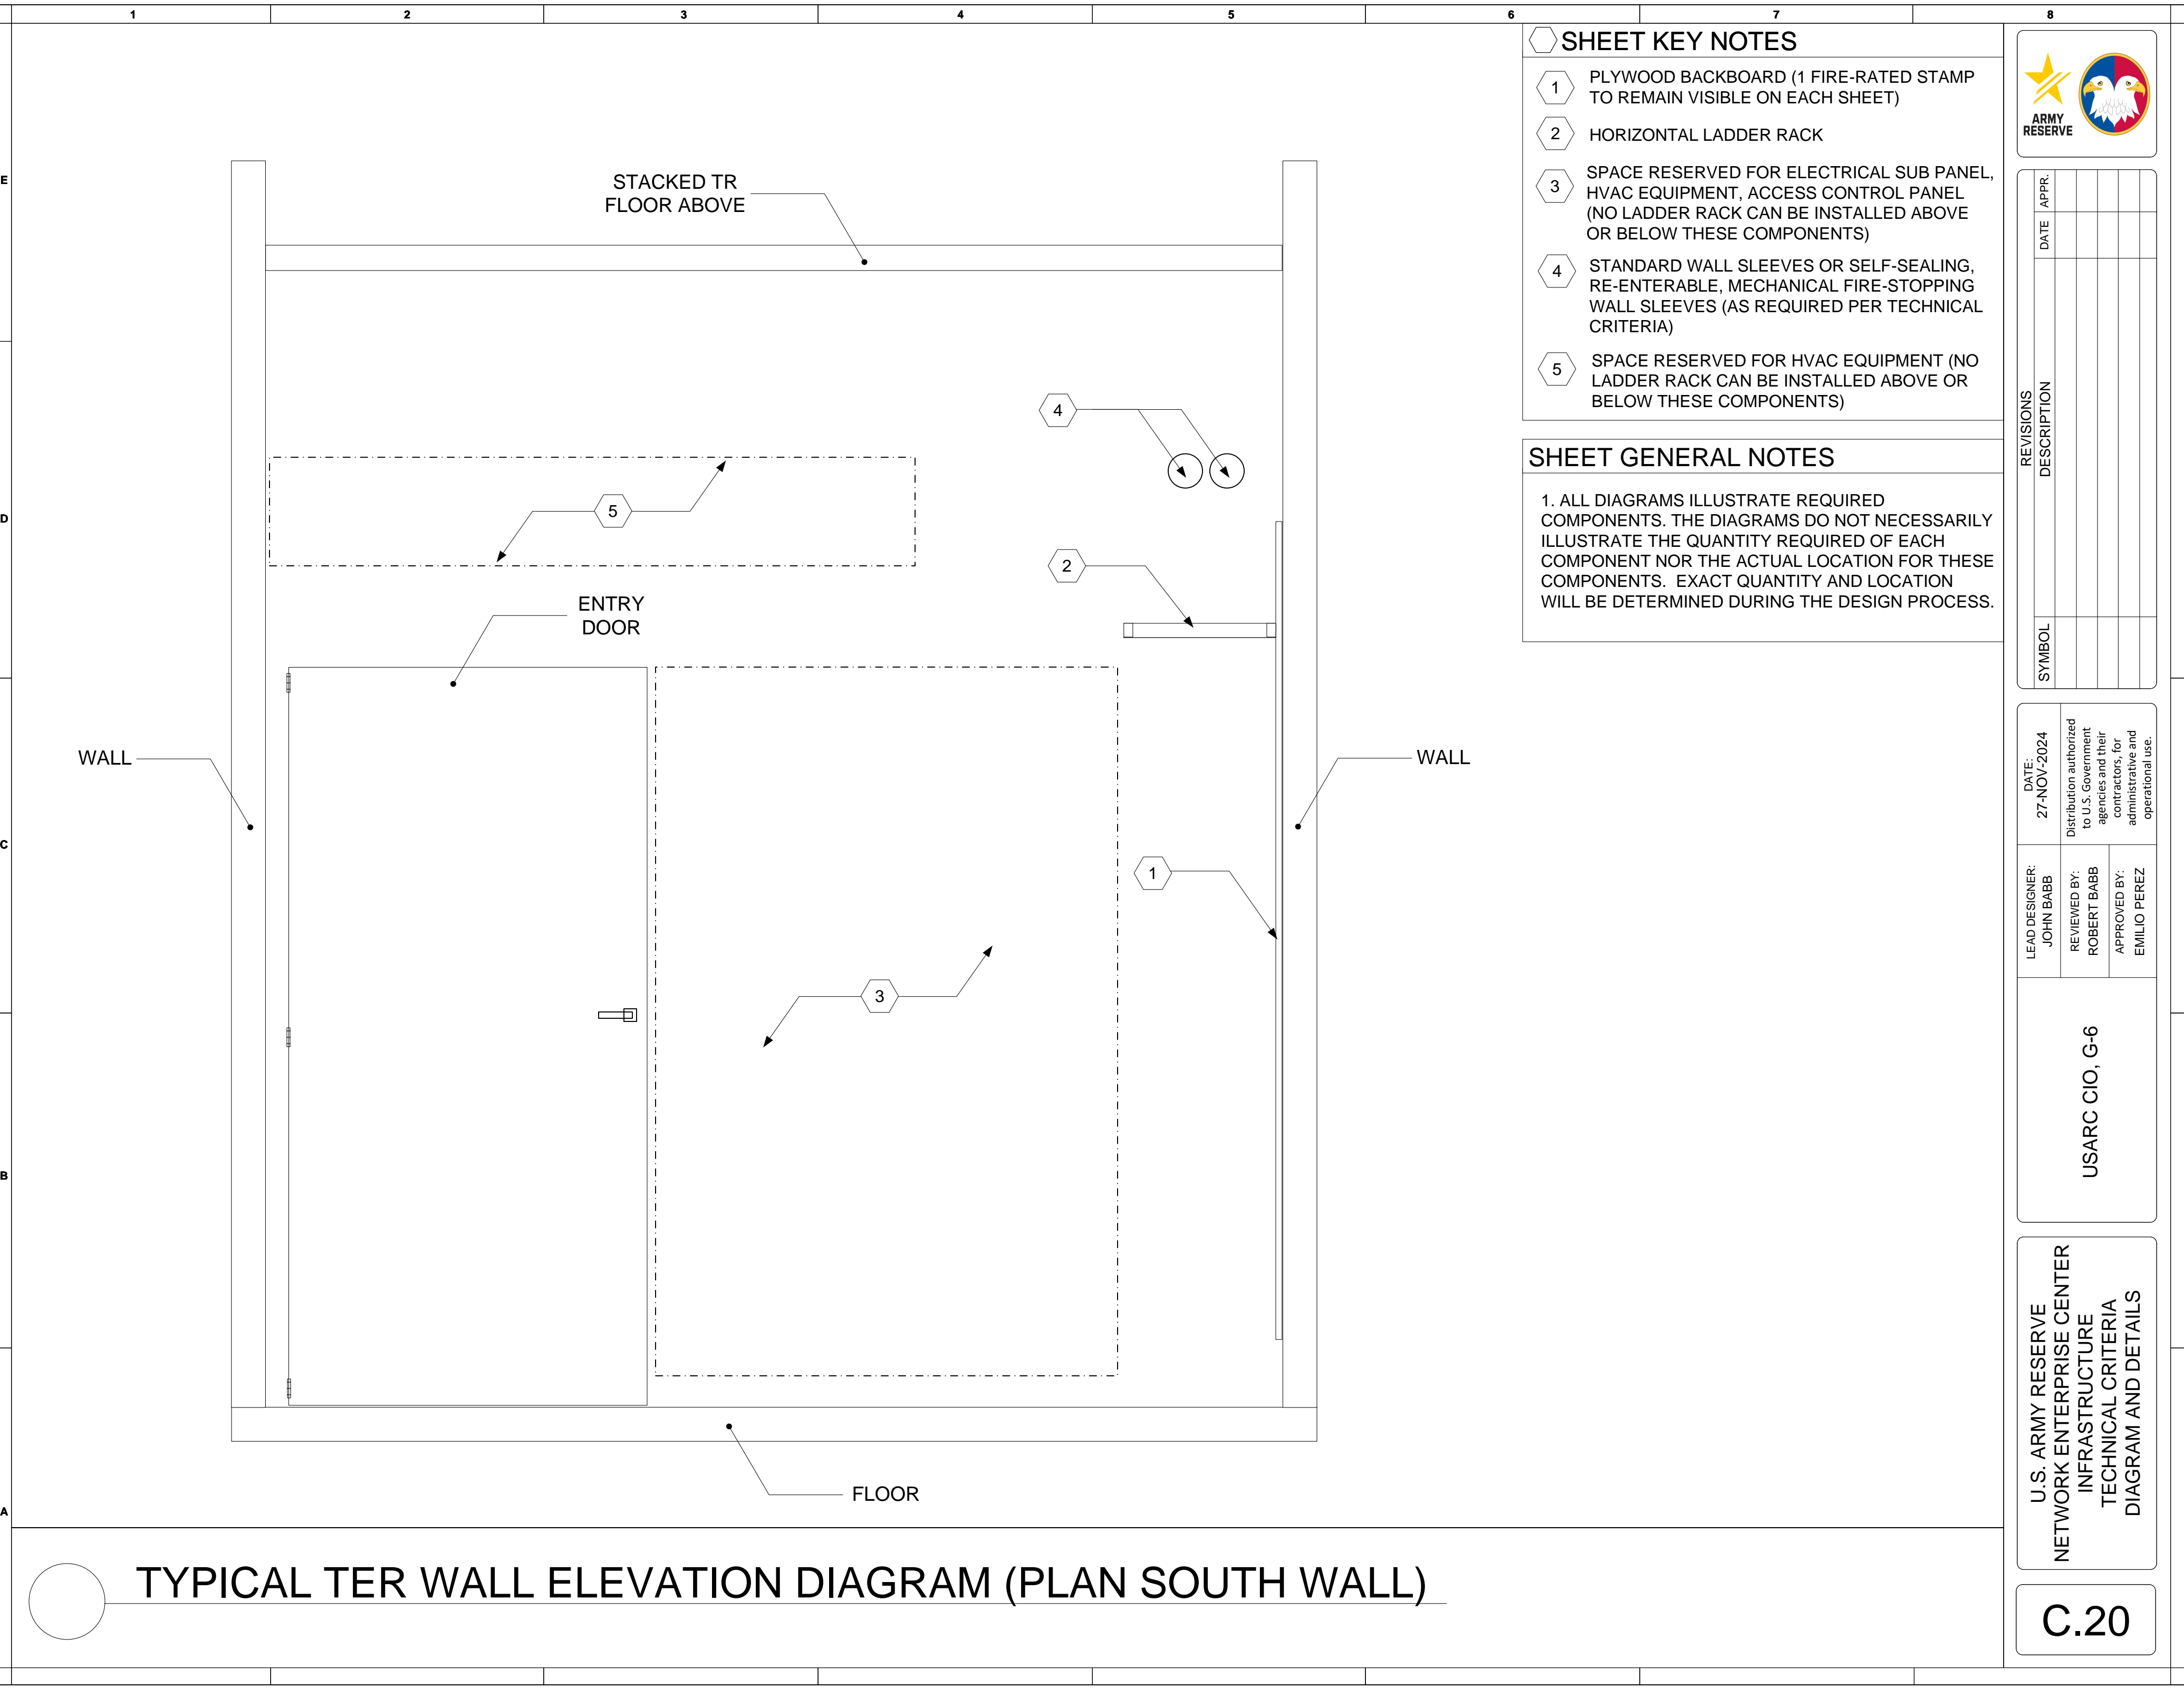 1 2 3 4 5 6 7 8
E
D
C
B
A
STACKED TR
FLOOR ABOVE
4
5
2
ENTRY
DOOR
WALL
WALL
1
3
FLOOR
SHEET KEY NOTES
1 PLYWOOD BACKBOARD (1 FIRE-RATED STAMP
TO REMAIN VISIBLE ON EACH SHEET)
2 HORIZONTAL LADDER RACK
3 SPACE RESERVED FOR ELECTRICAL SUB PANEL,
HVAC EQUIPMENT, ACCESS CONTROL PANEL
(NO LADDER RACK CAN BE INSTALLED ABOVE
OR BELOW THESE COMPONENTS)
4 STANDARD WALL SLEEVES OR SELF-SEALING,
RE-ENTERABLE, MECHANICAL FIRE-STOPPING
WALL SLEEVES (AS REQUIRED PER TECHNICAL
CRITERIA)
5 SPACE RESERVED FOR HVAC EQUIPMENT (NO
LADDER RACK CAN BE INSTALLED ABOVE OR
BELOW THESE COMPONENTS)
SHEET GENERAL NOTES
1. ALL DIAGRAMS ILLUSTRATE REQUIRED
COMPONENTS. THE DIAGRAMS DO NOT NECESSARILY
ILLUSTRATE THE QUANTITY REQUIRED OF EACH
COMPONENT NOR THE ACTUAL LOCATION FOR THESE
COMPONENTS. EXACT QUANTITY AND LOCATION
WILL BE DETERMINED DURING THE DESIGN PROCESS.
ARMY
RESERVE
REVISIONS
SYMBOL DESCRIPTION DATE APPR.
DATE:
27-NOV-2024
Distribution authorized
to U.S. Government
agencies and their
contractors, for
administrative and
operational use.
LEAD DESIGNER:
JOHN BABB
REVIEWED BY:
ROBERT BABB
APPROVED BY:
EMILIO PEREZ
USARC CIO, G-6
U.S. ARMY RESERVE
NETWORK ENTERPRISE CENTER
INFRASTRUCTURE
TECHNICAL CRITERIA
DIAGRAM AND DETAILS
C.20
TYPICAL TER WALL ELEVATION DIAGRAM (PLAN SOUTH WALL)